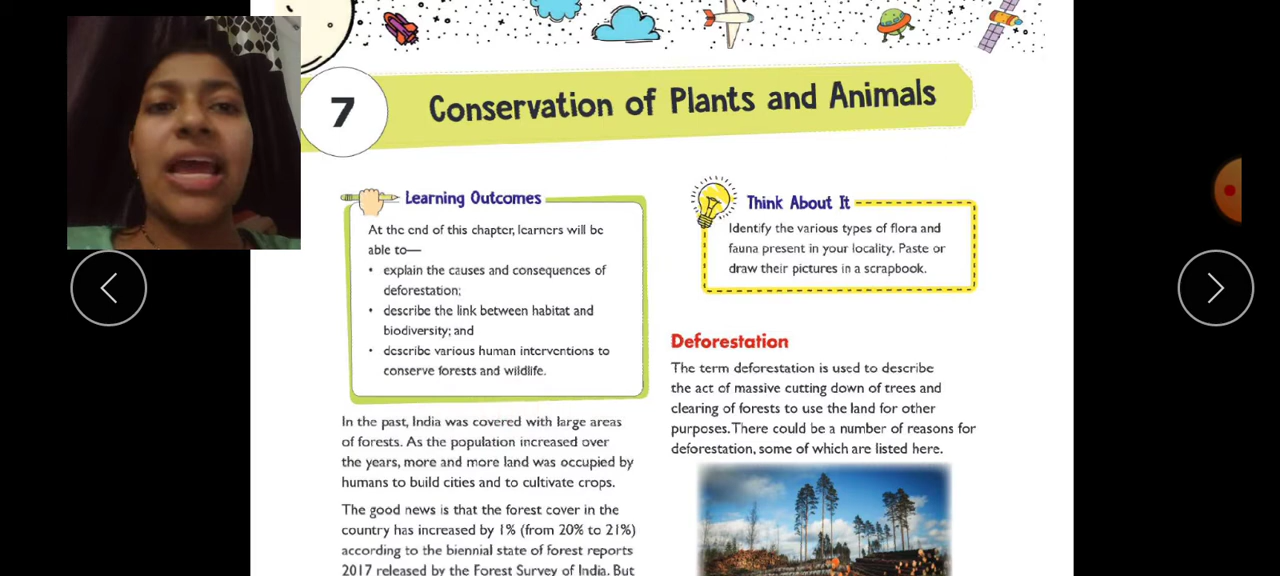 7
Conservation of Plants and Animals
Learning Outcomes
At the end of this chapter, learners will be
able to—
• explain the causes and consequences of
deforestation;
• describe the link between habitat and
biodiversity; and
• describe various human interventions to
conserve forests and wildlife.
In the past, India was covered with large areas
of forests. As the population increased over
the years, more and more land was occupied by
humans to build cities and to cultivate crops.
The good news is that the forest cover in the
country has increased by 1% (from 20% to 21%)
according to the biennial state of forest reports
2017 released by the Forest Survey of India. But
Think About It
Identify the various types of flora and
fauna present in your locality. Paste or
draw their pictures in a scrapbook.
Deforestation
The term deforestation is used to describe
the act of massive cutting down of trees and
clearing of forests to use the land for other
purposes. There could be a number of reasons for
deforestation, some of which are listed here.